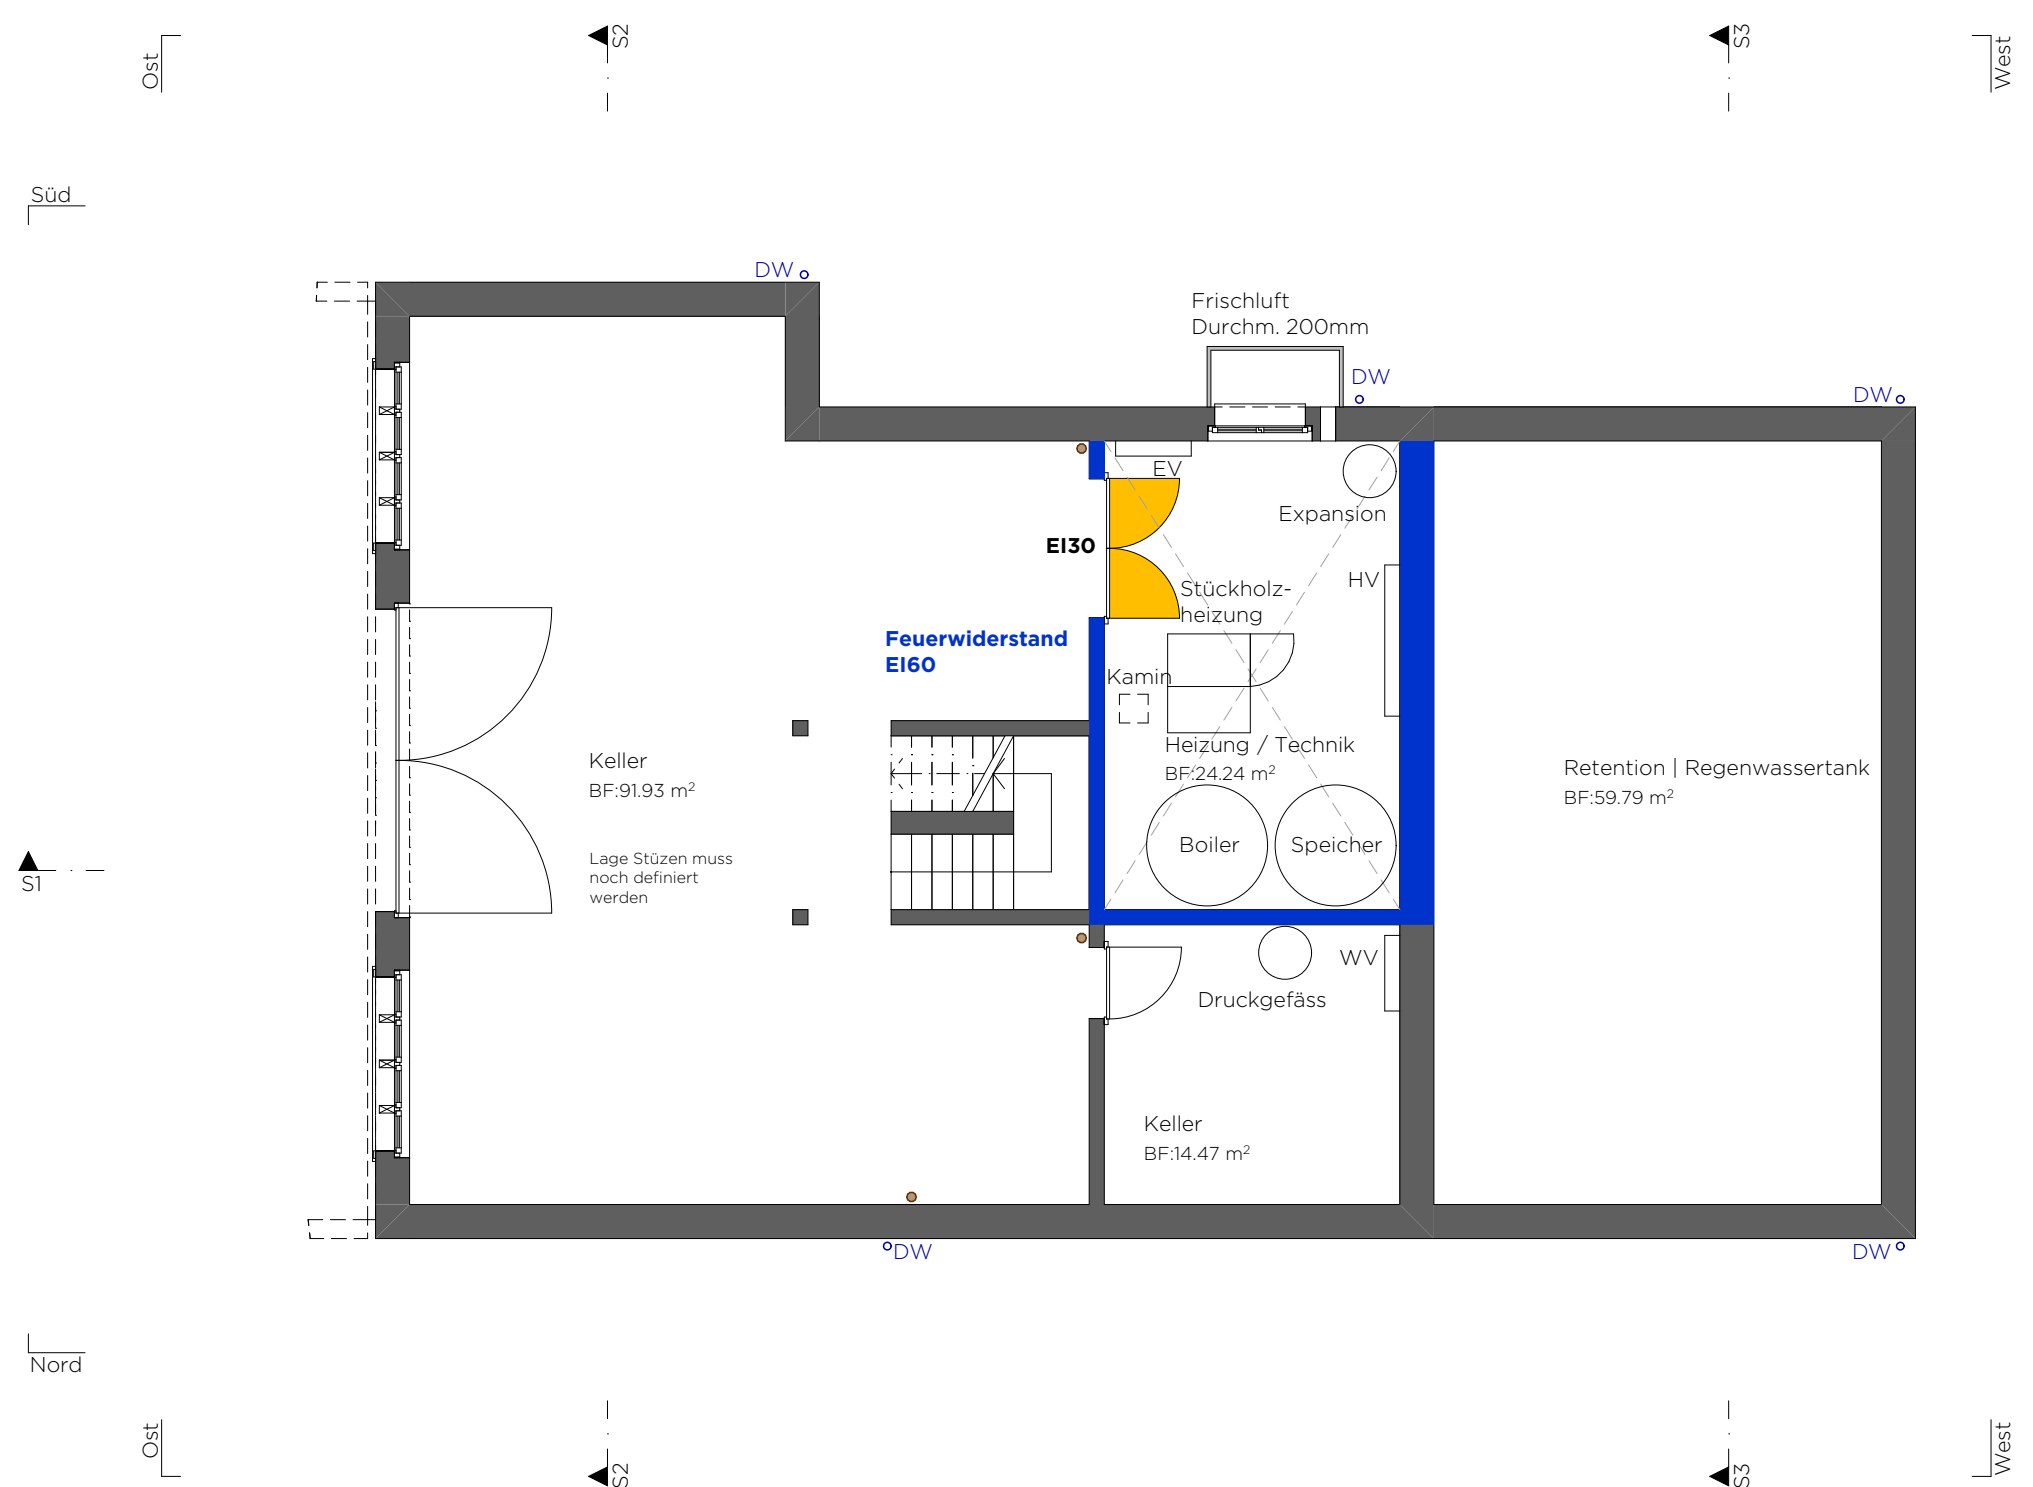 Ost
S2
S3
West
Süd
DW
Frischluft
Durchm. 200mm
DW
DW
EV
Expansion
EI30
HV
Stückholz-
heizung
Feuerwiderstand
EI60
Kamin
Heizung / Technik
BF:24.24 m²
Keller
BF:91.93 m²
Retention | Regenwassertank
BF:59.79 m²
Boiler
Speicher
Lage Stüzen muss
noch definiert
werden
S1
WV
Druckgefäss
Keller
BF:14.47 m²
DW
DW
Nord
Ost
S2
S3
West